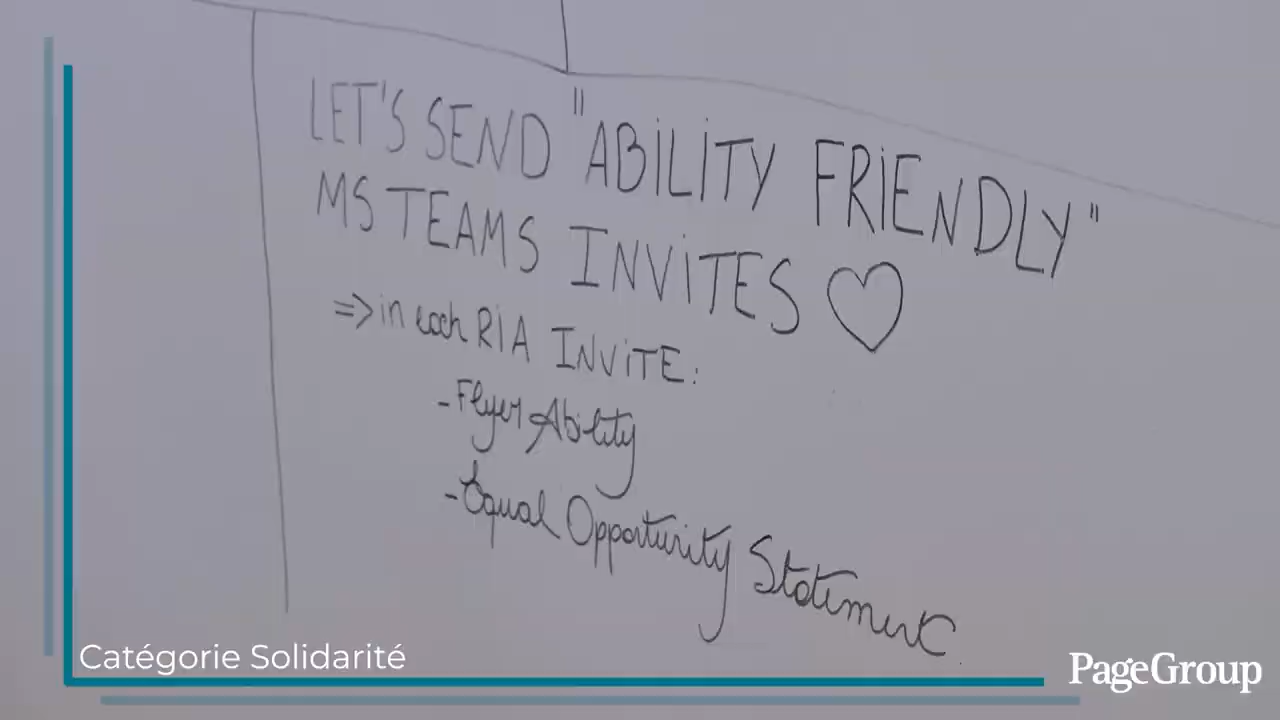 LET'S SEND "ABILITY FRIENDLY"
MS TEAMS INVITES ♡
=> in each RIA INVITE:
- Flyer Ability
- Equal Opportunity Statement
Catégorie Solidarité
PageGroup